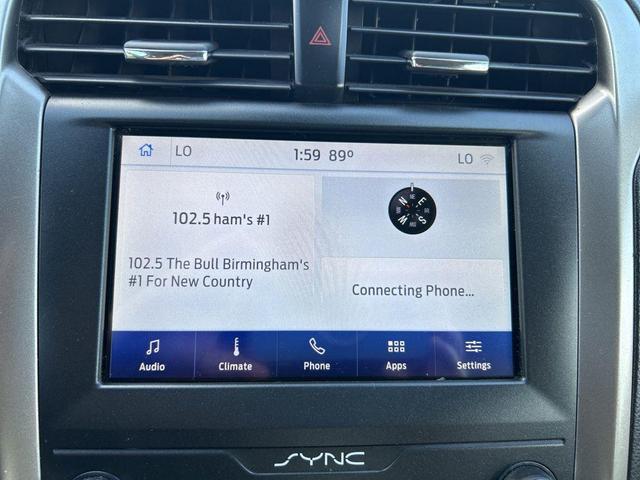 LO 1:59 89° LO
102.5 ham's #1
102.5 The Bull Birmingham's
#1 For New Country
NE
N E
W S
Connecting Phone...
Audio Climate Phone Apps Settings
SYNC